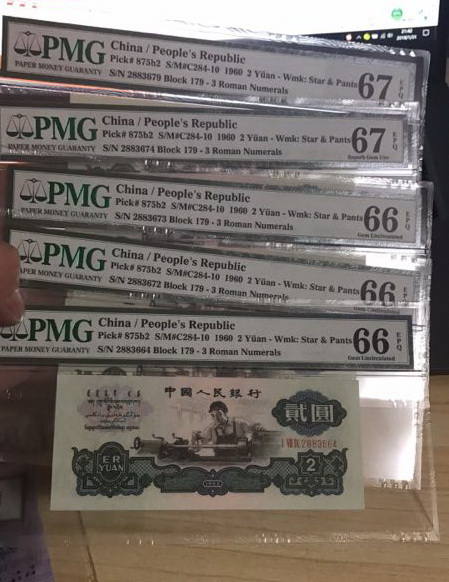 PMG
PAPER MONEY GUARANTY
China / People's Republic
Pick# 875b2 S/M#C284-10 1960 2 Yüan - Wmk: Star & Pants
S/N 2883679 Block 179 - 3 Roman Numerals
67 EPQ
PMG
PAPER MONEY GUARANTY
China / People's Republic
Pick# 875b2 S/M#C284-10 1960 2 Yüan - Wmk: Star & Pants
S/N 2883674 Block 179 - 3 Roman Numerals
67 EPQ
Superb Gem Unc
PMG
PAPER MONEY GUARANTY
China / People's Republic
Pick# 875b2 S/M#C284-10 1960 2 Yüan - Wmk: Star & Pants
S/N 2883673 Block 179 - 3 Roman Numerals
66 EPQ
Gem Uncirculated
PMG
PAPER MONEY GUARANTY
China / People's Republic
Pick# 875b2 S/M#C284-10 1960 2 Yüan - Wmk: Star & Pants
S/N 2883672 Block 179 - 3 Roman Numerals
66
PMG
PAPER MONEY GUARANTY
China / People's Republic
Pick# 875b2 S/M#C284-10 1960 2 Yüan - Wmk: Star & Pants
S/N 2883664 Block 179 - 3 Roman Numerals
66 EPQ
Gem Uncirculated
中国人民银行
貳圓
2883664
ER
YUAN
2
1960